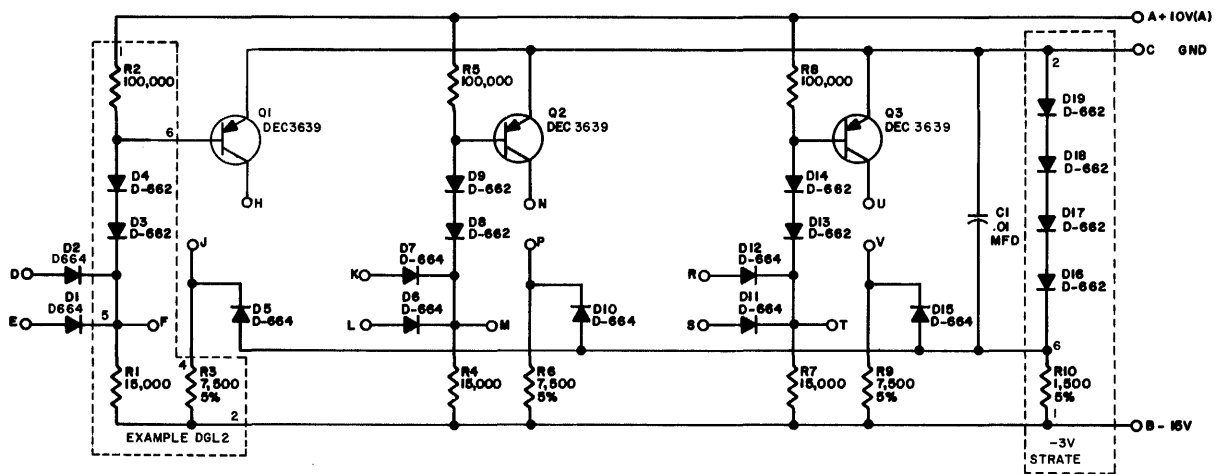 A+10V(A)
C GND
1
R2
100,000
R5
100,000
R8
100,000
2
D19
D-662
Q1
DEC3639
Q2
DEC 3639
Q3
DEC 3639
6
D18
D-662
D4
D-662
D9
D-662
D14
D-662
H
N
U
C1
.01
MFD
D17
D-662
D3
D-662
D8
D-662
D13
D-662
J
P
V
D2
D664
D
D7
D-664
K
D12
D-664
R
D16
D-662
D1
D664
E
5
F
D5
D-664
D6
D-664
L
M
D10
D-664
D11
D-664
S
T
D15
D-664
6
R1
15,000
4
R3
7,500
5%
R4
15,000
R6
7,500
5%
R7
15,000
R9
7,500
5%
R10
1,500
5%
2
1
B-15V
EXAMPLE DGL2
-3V
STRATE